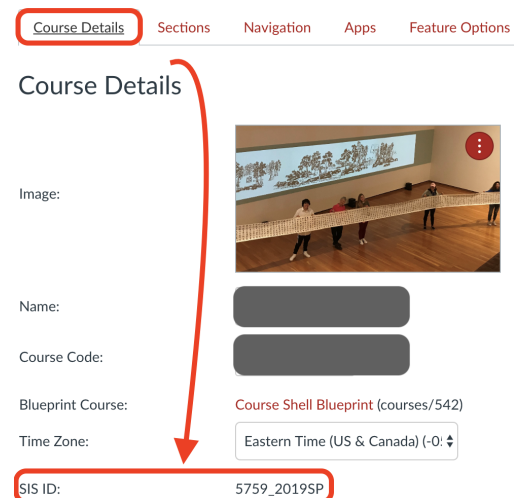 Course Details Sections Navigation Apps Feature Options
Course Details
Image:
Name:
Course Code:
Blueprint Course: Course Shell Blueprint (courses/542)
Time Zone: Eastern Time (US & Canada) (-0
SIS ID: 5759_2019SP